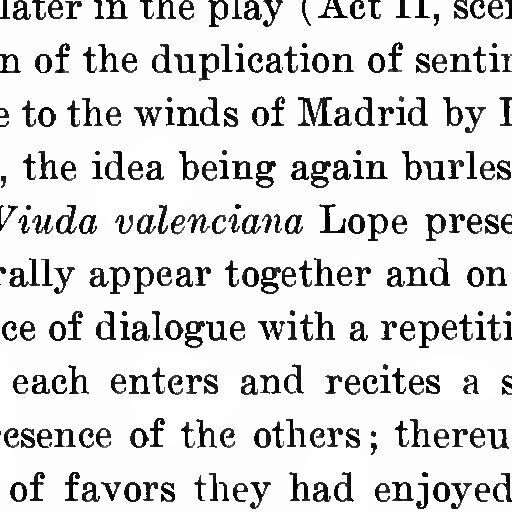 later in the play (Act II, scen
n of the duplication of sentin
e to the winds of Madrid by
, the idea being again burles
Viuda valenciana Lope prese
rally appear together and on
ce of dialogue with a repetiti
each enters and recites a s
resence of the others; thereu
of favors they had enjoyed